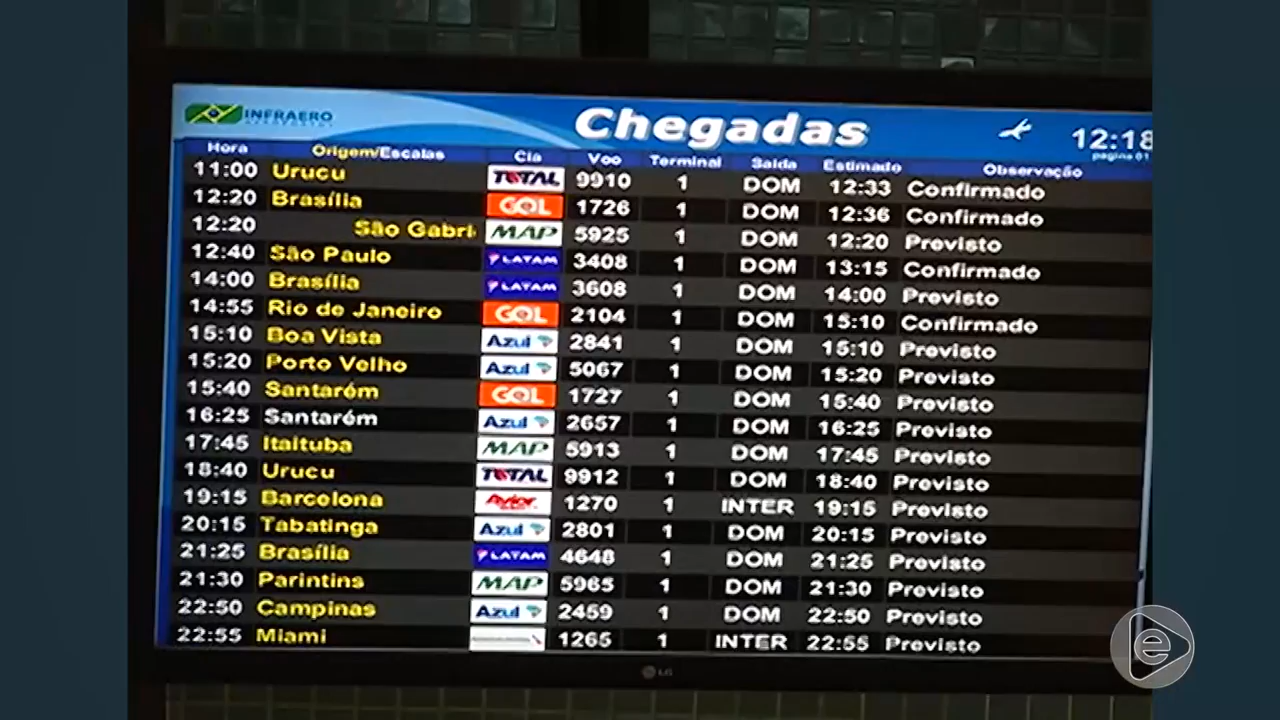 INFRAERO
AEROPORTOS
Chegadas
12:18
pagina 01
Hora Origem/Escalas Cia Voo Terminal Saída Estimado Observação
11:00 Urucu TOTAL 9910 1 DOM 12:33 Confirmado
12:20 Brasília GOL 1726 1 DOM 12:36 Confirmado
12:20 São Gabri MAP 5925 1 DOM 12:20 Previsto
12:40 São Paulo LATAM 3408 1 DOM 13:15 Confirmado
14:00 Brasília LATAM 3608 1 DOM 14:00 Previsto
14:55 Rio de Janeiro GOL 2104 1 DOM 15:10 Confirmado
15:10 Boa Vista Azul 2841 1 DOM 15:10 Previsto
15:20 Porto Velho Azul 5067 1 DOM 15:20 Previsto
15:40 Santarém GOL 1727 1 DOM 15:40 Previsto
16:25 Santarém Azul 2657 1 DOM 16:25 Previsto
17:45 Itaituba MAP 5913 1 DOM 17:45 Previsto
18:40 Urucu TOTAL 9912 1 DOM 18:40 Previsto
19:15 Barcelona Avior 1270 1 INTER 19:15 Previsto
20:15 Tabatinga Azul 2801 1 DOM 20:15 Previsto
21:25 Brasília LATAM 4648 1 DOM 21:25 Previsto
21:30 Parintins MAP 5965 1 DOM 21:30 Previsto
22:50 Campinas Azul 2459 1 DOM 22:50 Previsto
22:55 Miami 1265 1 INTER 22:55 Previsto
LG
e